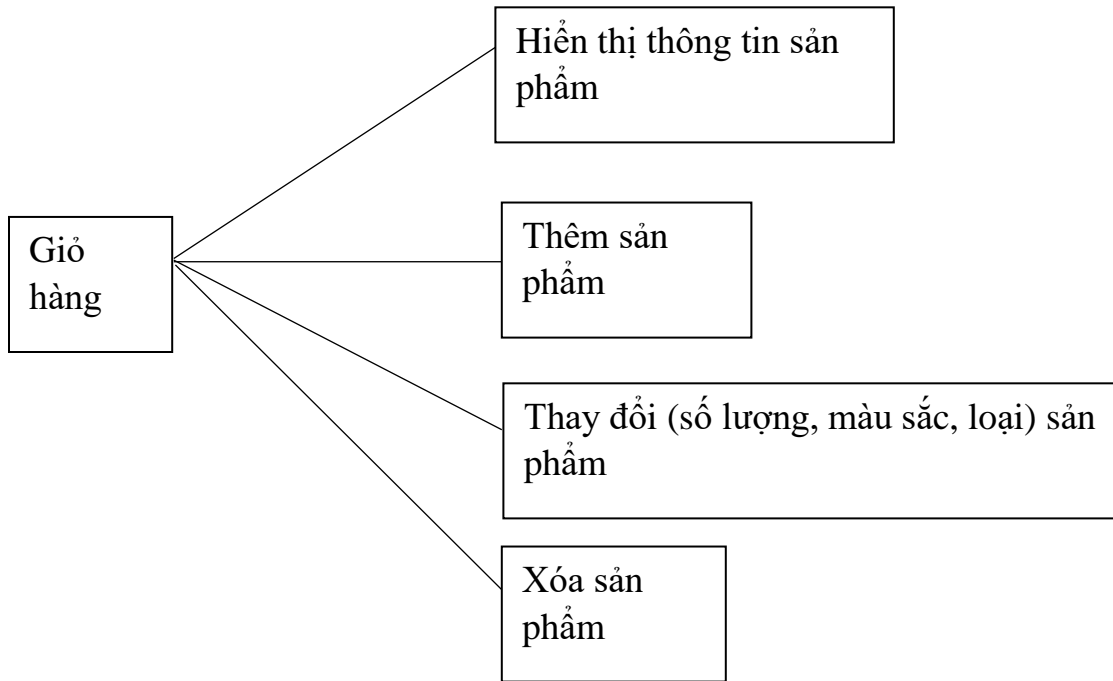 Hiển thị thông tin sản
phẩm
Giỏ
hàng
Thêm sản
phẩm
Thay đổi (số lượng, màu sắc, loại) sản
phẩm
Xóa sản
phẩm